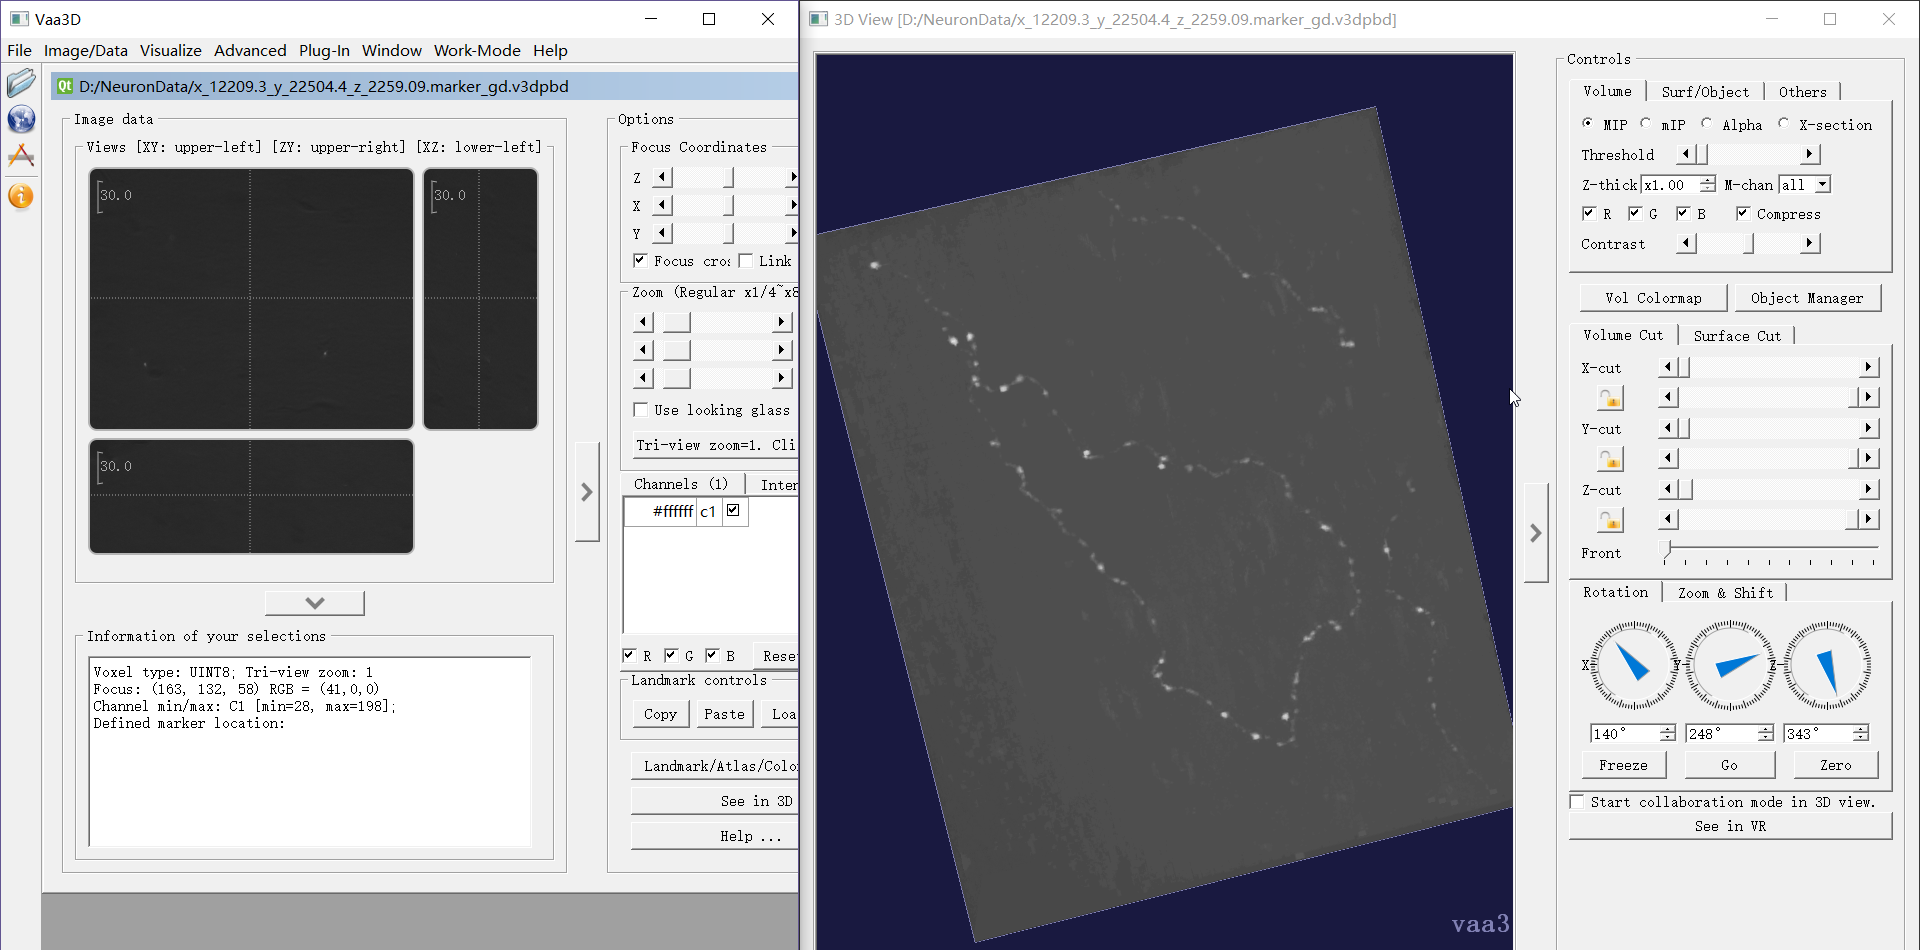 Vaa3D
File Image/Data Visualize Advanced Plug-In Window Work-Mode Help
D:/NeuronData/x_12209.3_y_22504.4_z_2259.09.marker_gd.v3dpbd
Image data
Views [XY: upper-left] [ZY: upper-right] [XZ: lower-left]
30.0
30.0
30.0
Information of your selections
Voxel type: UINT8; Tri-view zoom: 1
Focus: (163, 132, 58) RGB = (41,0,0)
Channel min/max: C1 [min=28, max=198];
Defined marker location:
Options
Focus Coordinates
Z
X
Y
Focus cros
Link
Zoom (Regular x1/4~x8
Use looking glass
Tri-view zoom=1. Cli
Channels (1)
Inten
#ffffff c1
R G B Rese
Landmark controls
Copy Paste Loa
Landmark/Atlas/Colo
See in 3D
Help ...
3D View [D:/NeuronData/x_12209.3_y_22504.4_z_2259.09.marker_gd.v3dpbd]
vaa3
Controls
Volume Surf/Object Others
MIP mIP Alpha X-section
Threshold
Z-thick x1.00 M-chan all
R G B Compress
Contrast
Vol Colormap Object Manager
Volume Cut Surface Cut
X-cut
Y-cut
Z-cut
Front
Rotation Zoom & Shift
X Y Z
140° 248° 343°
Freeze Go Zero
Start collaboration mode in 3D view.
See in VR